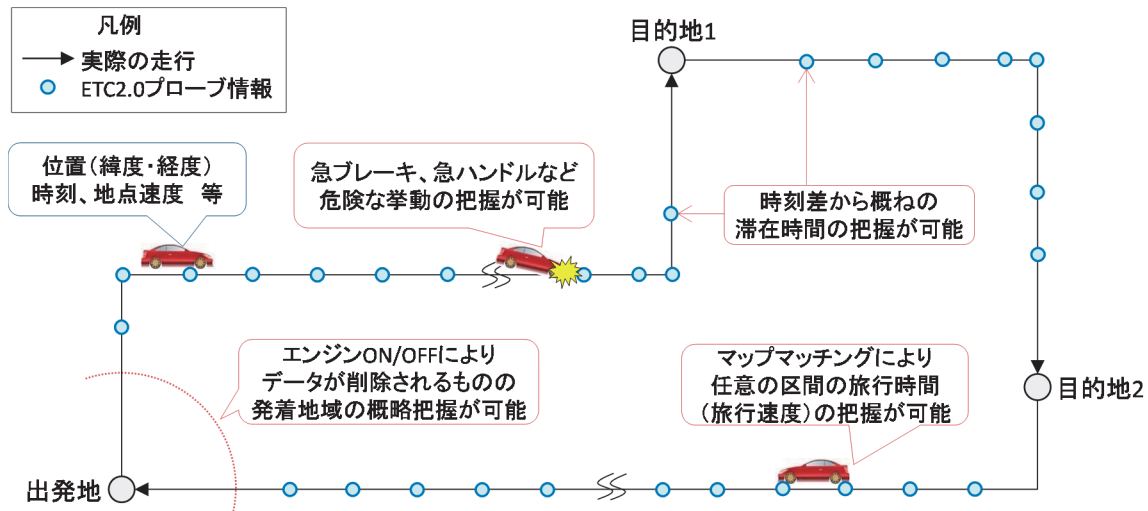 凡例
実際の走行
ETC2.0プローブ情報
目的地1
位置(緯度・経度)
時刻、地点速度 等
急ブレーキ、急ハンドルなど
危険な挙動の把握が可能
時刻差から概ねの
滞在時間の把握が可能
エンジンON/OFFにより
データが削除されるものの
発着地域の概略把握が可能
マップマッチングにより
任意の区間の旅行時間
(旅行速度)の把握が可能
目的地2
出発地